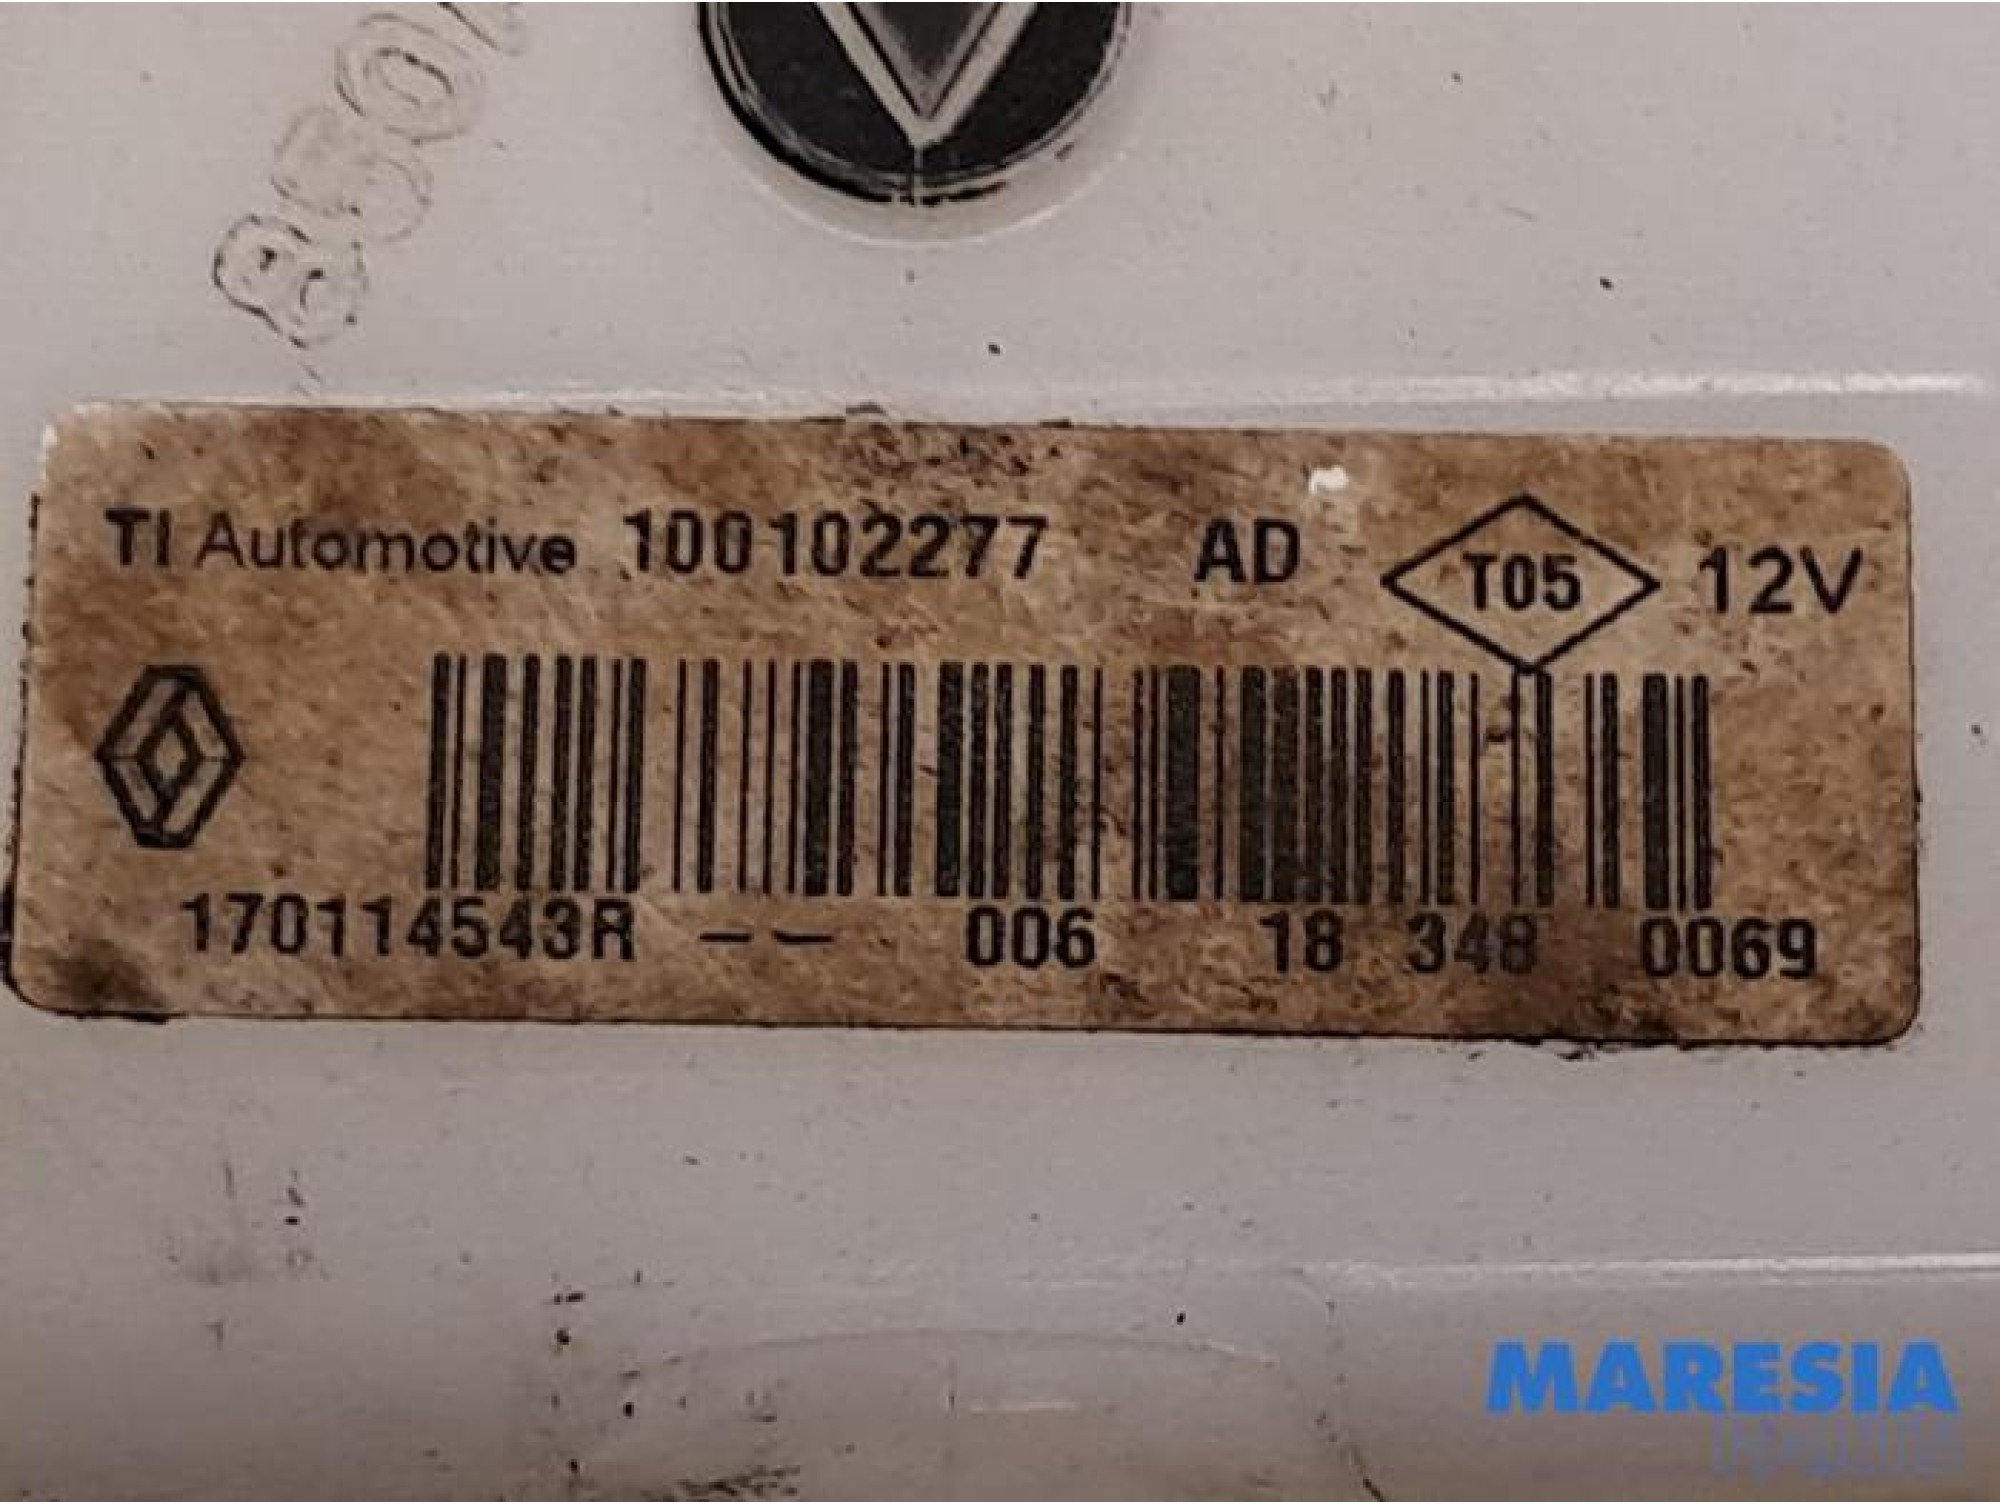 TI Automotive 100102277 AD T05 12V
170114543R -- 006 18 348 0069
MARESIA